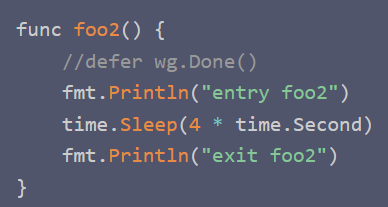 func foo2() {
    //defer wg.Done()
    fmt.Println("entry foo2")
    time.Sleep(4 * time.Second)
    fmt.Println("exit foo2")
}